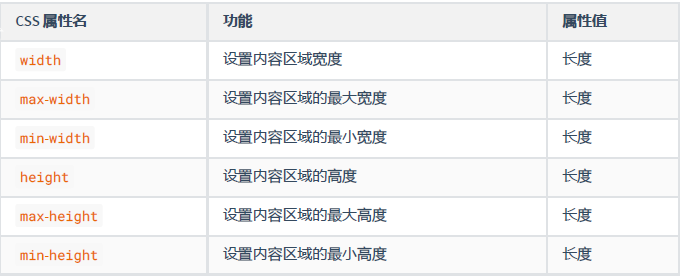 CSS 属性名 功能 属性值
width 设置内容区域宽度 长度
max-width 设置内容区域的最大宽度 长度
min-width 设置内容区域的最小宽度 长度
height 设置内容区域的高度 长度
max-height 设置内容区域的最大高度 长度
min-height 设置内容区域的最小高度 长度